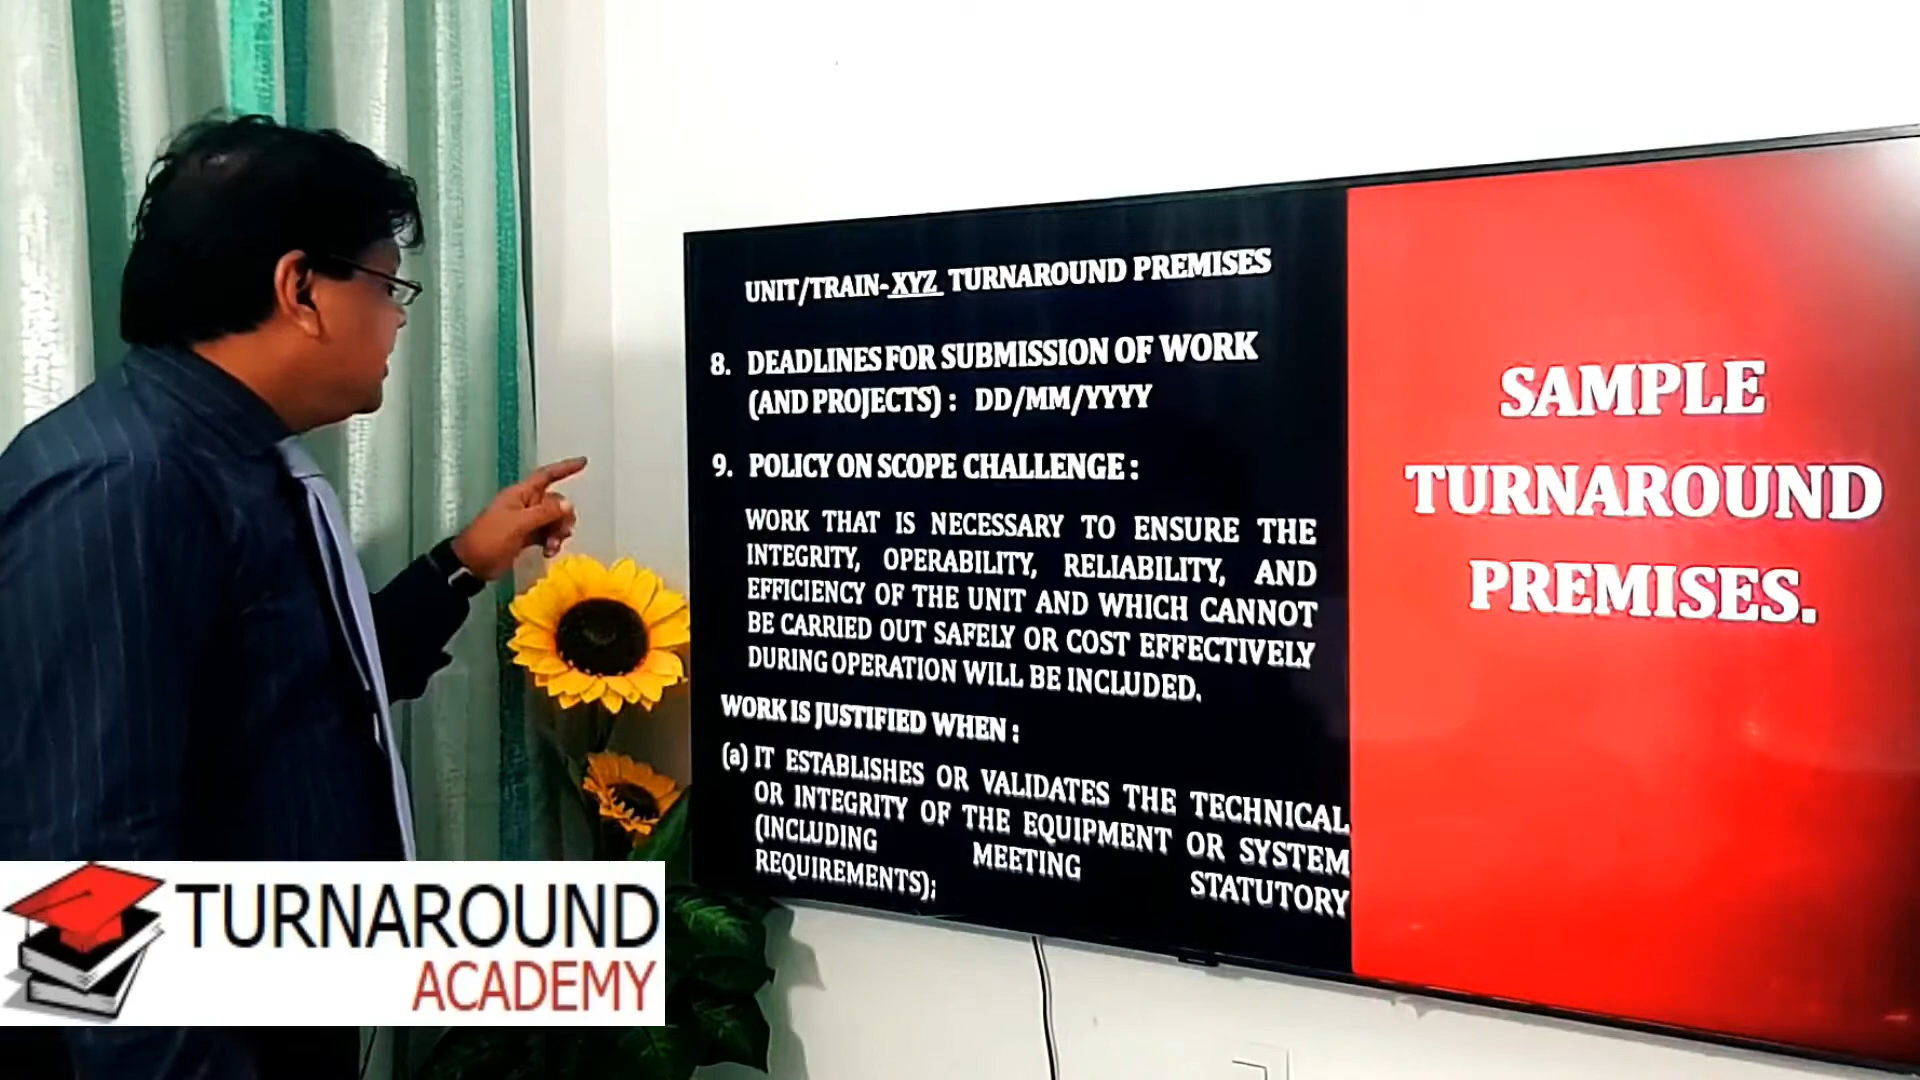 UNIT/TRAIN-XYZ TURNAROUND PREMISES
8. DEADLINES FOR SUBMISSION OF WORK
(AND PROJECTS) : DD/MM/YYYY
9. POLICY ON SCOPE CHALLENGE :
WORK THAT IS NECESSARY TO ENSURE THE
INTEGRITY, OPERABILITY, RELIABILITY, AND
EFFICIENCY OF THE UNIT AND WHICH CANNOT
BE CARRIED OUT SAFELY OR COST EFFECTIVELY
DURING OPERATION WILL BE INCLUDED.
WORK IS JUSTIFIED WHEN :
(a) IT ESTABLISHES OR VALIDATES THE TECHNICAL
OR INTEGRITY OF THE EQUIPMENT OR SYSTEM
(INCLUDING MEETING STATUTORY
REQUIREMENTS);
SAMPLE
TURNAROUND
PREMISES.
TURNAROUND
ACADEMY